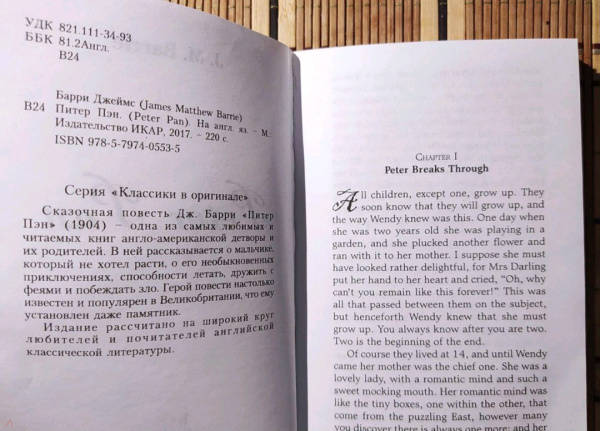 УДК 821.111-34-93
ББК 81.2Англ.
В24
Барри Джеймс (James Matthew Barrie)
В24 Питер Пэн. (Peter Pan). На англ. яз. – М.
Издательство ИКАР, 2017. - 220 с.
ISBN 978-5-7974-0553-5
Серия «Классики в оригинале»
Сказочная повесть Дж. Барри «Питер
Пэн» (1904) – одна из самых любимых и
читаемых книг англо-американской детворы и
их родителей. В ней рассказывается о мальчике,
который не хотел расти, о его необыкновенных
приключениях, способности летать, дружить с
феями и побеждать зло. Герой повести настолько
известен и популярен в Великобритании, что ему
установлен даже памятник.
Издание рассчитано на широкий круг
любителей и почитателей английской
классической литературы.
CHAPTER I
Peter Breaks Through
All children, except one, grow up. They
soon know that they will grow up, and
the way Wendy knew was this. One day when
she was two years old she was playing in a
garden, and she plucked another flower and
ran with it to her mother. I suppose she must
have looked rather delightful, for Mrs Darling
put her hand to her heart and cried, “Oh, why
can't you remain like this forever!” This was
all that passed between them on the subject,
but henceforth Wendy knew that she must
grow up. You always know after you are two.
Two is the beginning of the end.
Of course they lived at 14, and until Wendy
came her mother was the chief one. She was a
lovely lady, with a romantic mind and such a
sweet mocking mouth. Her romantic mind was
like the tiny boxes, one within the other, that
come from the puzzling East, however many
you discover there is always one more; and her